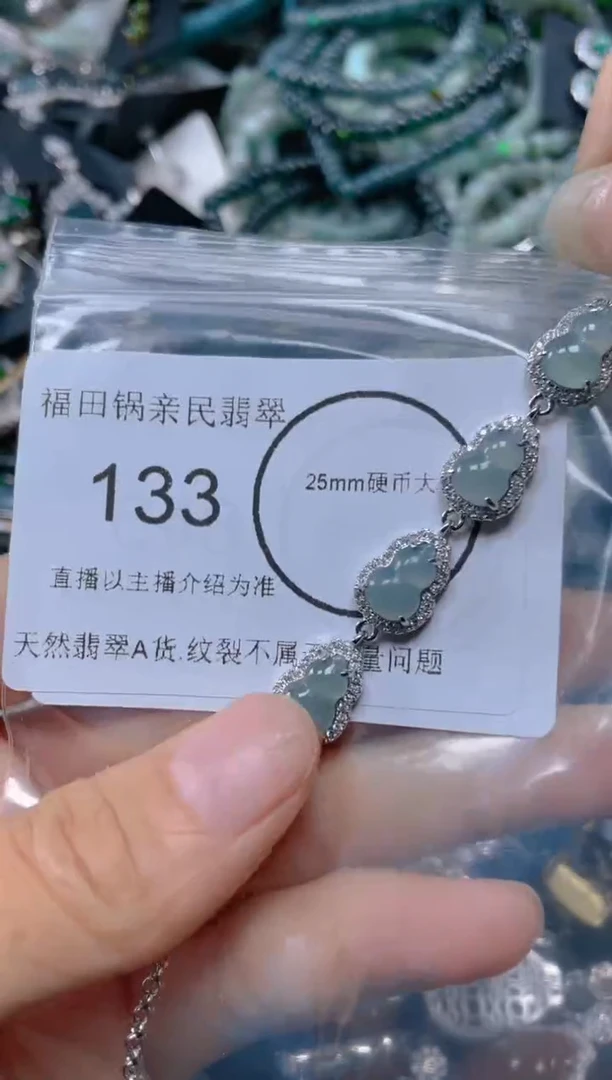 福田锅亲民翡翠
133
25mm硬币大
直播以主播介绍为准
天然翡翠A货.纹裂不属 量问题